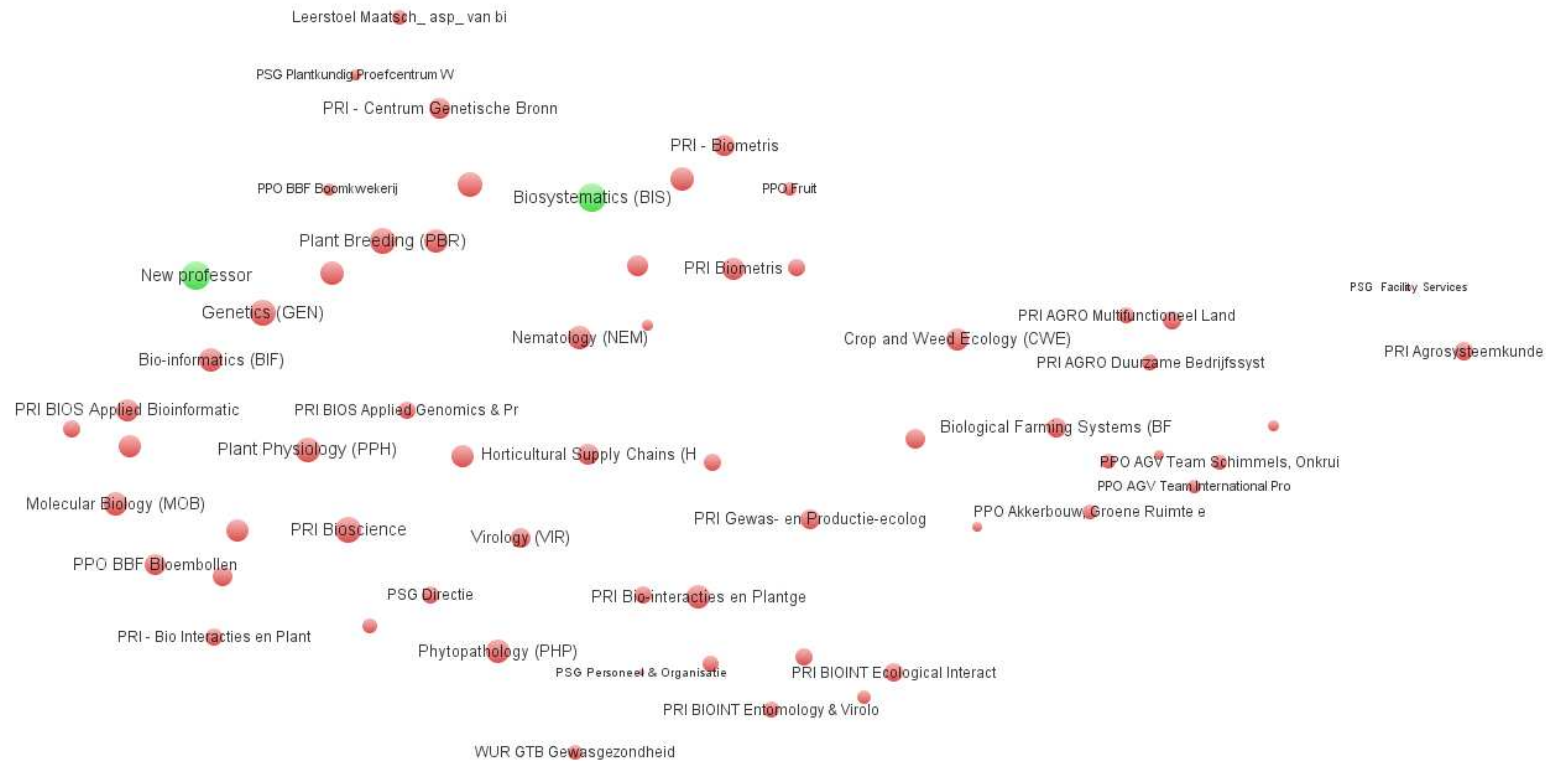 Leerstoel Maatsch_ asp_ van bi
PSG Plantkundig Proefcentrum W
PRI - Centrum Genetische Bronn
PRI - Biometris
PPO BBF Boomkwekerij
Biosystematics (BIS)
PPO Fruit
Plant Breeding (PBR)
New professor
PRI Biometris
PSG Facility Services
Genetics (GEN)
PRI AGRO Multifunctioneel Land
Nematology (NEM)
Crop and Weed Ecology (CWE)
PRI Agrosysteemkunde
Bio-informatics (BIF)
PRI AGRO Duurzame Bedrijfssyst
PRI BIOS Applied Bioinformatic
PRI BIOS Applied Genomics & Pr
Biological Farming Systems (BF
Plant Physiology (PPH)
Horticultural Supply Chains (H
PPO AGV Team Schimmels, Onkrui
PPO AGV Team International Pro
Molecular Biology (MOB)
PPO Akkerbouw, Groene Ruimte e
PRI Gewas- en Productie-ecolog
PRI Bioscience
Virology (VIR)
PPO BBF Bloembollen
PSG Directie
PRI Bio-interacties en Plantge
PRI - Bio Interacties en Plant
Phytopathology (PHP)
PSG Personeel & Organisatie
PRI BIOINT Ecological Interact
PRI BIOINT Entomology & Virolo
WUR GTB Gewasgezondheid